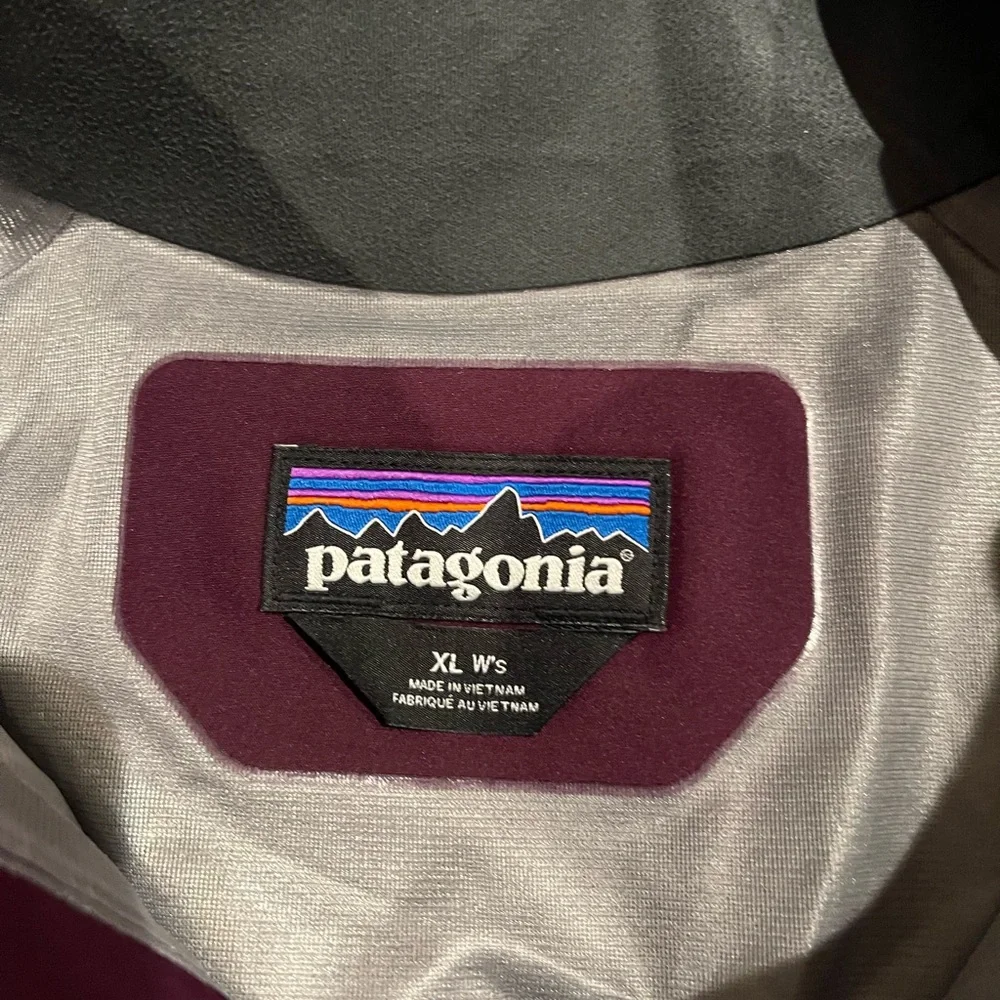 patagonia®
XL W's
MADE IN VIETNAM
FABRIQUÉ AU VIETNAM